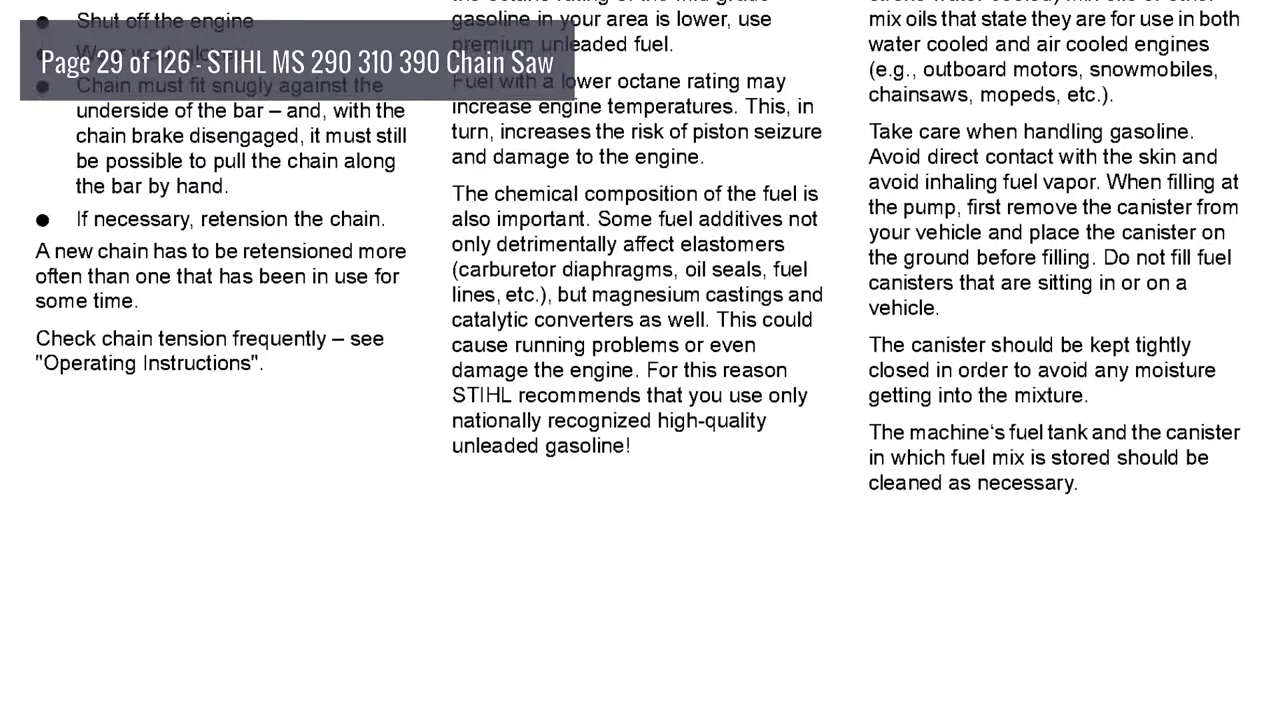 Page 29 of 126 - STIHL MS 290 310 390 Chain Saw
Shut off the engine
Chain must fit snugly against the
underside of the bar – and, with the
chain brake disengaged, it must still
be possible to pull the chain along
the bar by hand.
If necessary, retension the chain.
A new chain has to be retensioned more
often than one that has been in use for
some time.
Check chain tension frequently – see
"Operating Instructions".
gasoline in your area is lower, use
premium unleaded fuel.
Fuel with a lower octane rating may
increase engine temperatures. This, in
turn, increases the risk of piston seizure
and damage to the engine.
The chemical composition of the fuel is
also important. Some fuel additives not
only detrimentally affect elastomers
(carburetor diaphragms, oil seals, fuel
lines, etc.), but magnesium castings and
catalytic converters as well. This could
cause running problems or even
damage the engine. For this reason
STIHL recommends that you use only
nationally recognized high-quality
unleaded gasoline!
mix oils that state they are for use in both
water cooled and air cooled engines
(e.g., outboard motors, snowmobiles,
chainsaws, mopeds, etc.).
Take care when handling gasoline.
Avoid direct contact with the skin and
avoid inhaling fuel vapor. When filling at
the pump, first remove the canister from
your vehicle and place the canister on
the ground before filling. Do not fill fuel
canisters that are sitting in or on a
vehicle.
The canister should be kept tightly
closed in order to avoid any moisture
getting into the mixture.
The machine‘s fuel tank and the canister
in which fuel mix is stored should be
cleaned as necessary.